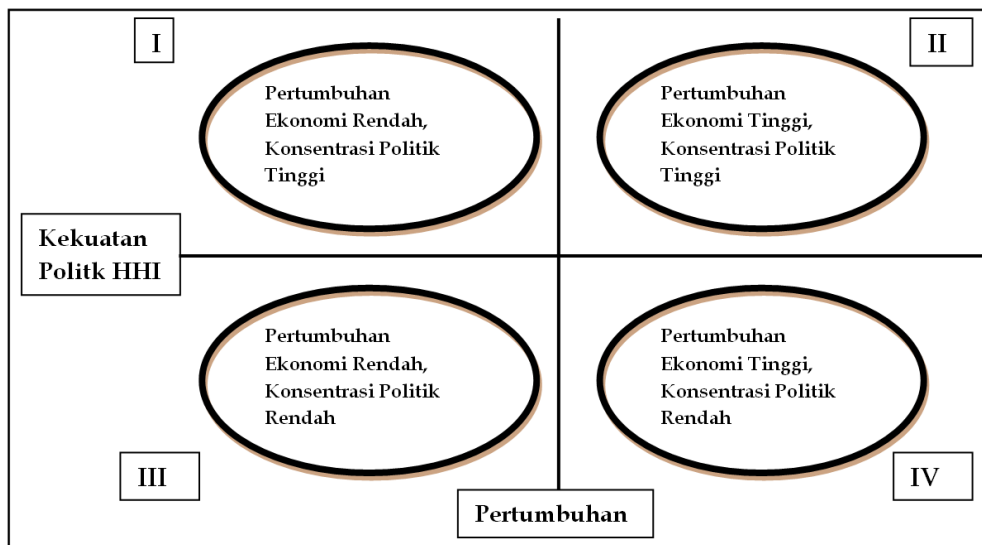 I
II
Pertumbuhan
Ekonomi Rendah,
Konsentrasi Politik
Tinggi
Pertumbuhan
Ekonomi Tinggi,
Konsentrasi Politik
Tinggi
Kekuatan
Politk HHI
Pertumbuhan
Ekonomi Rendah,
Konsentrasi Politik
Rendah
Pertumbuhan
Ekonomi Tinggi,
Konsentrasi Politik
Rendah
III
IV
Pertumbuhan